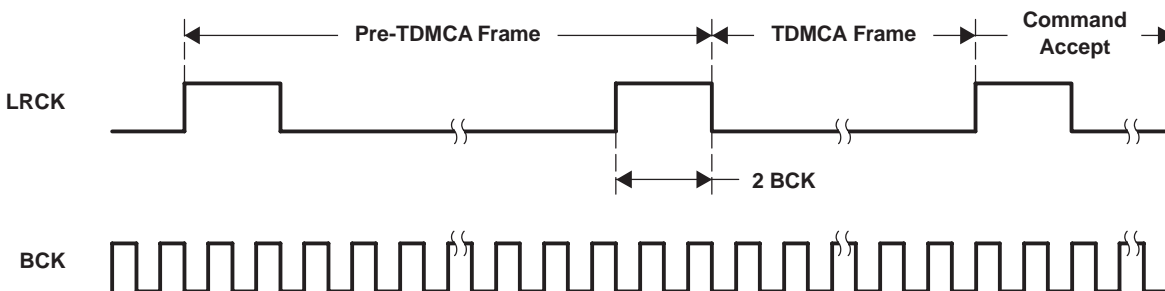 Pre-TDMCA Frame
TDMCA Frame
Command
Accept
LRCK
2 BCK
BCK